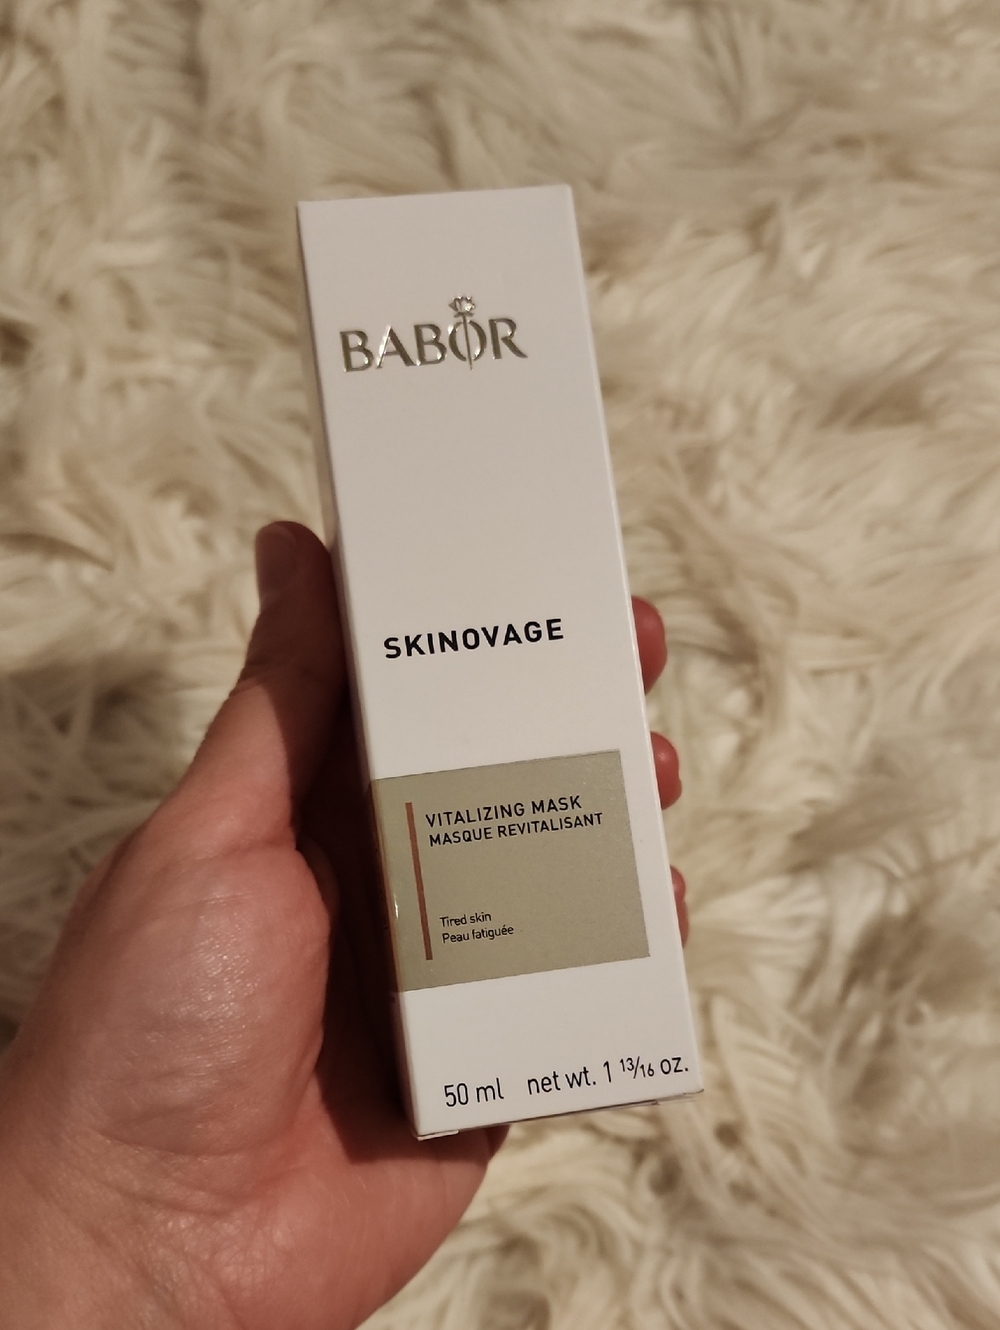 BABOR
SKINOVAGE
VITALIZING MASK
MASQUE REVITALISANT
Tired skin
Peau fatiguée
50 ml net wt. 1 13/16 oz.